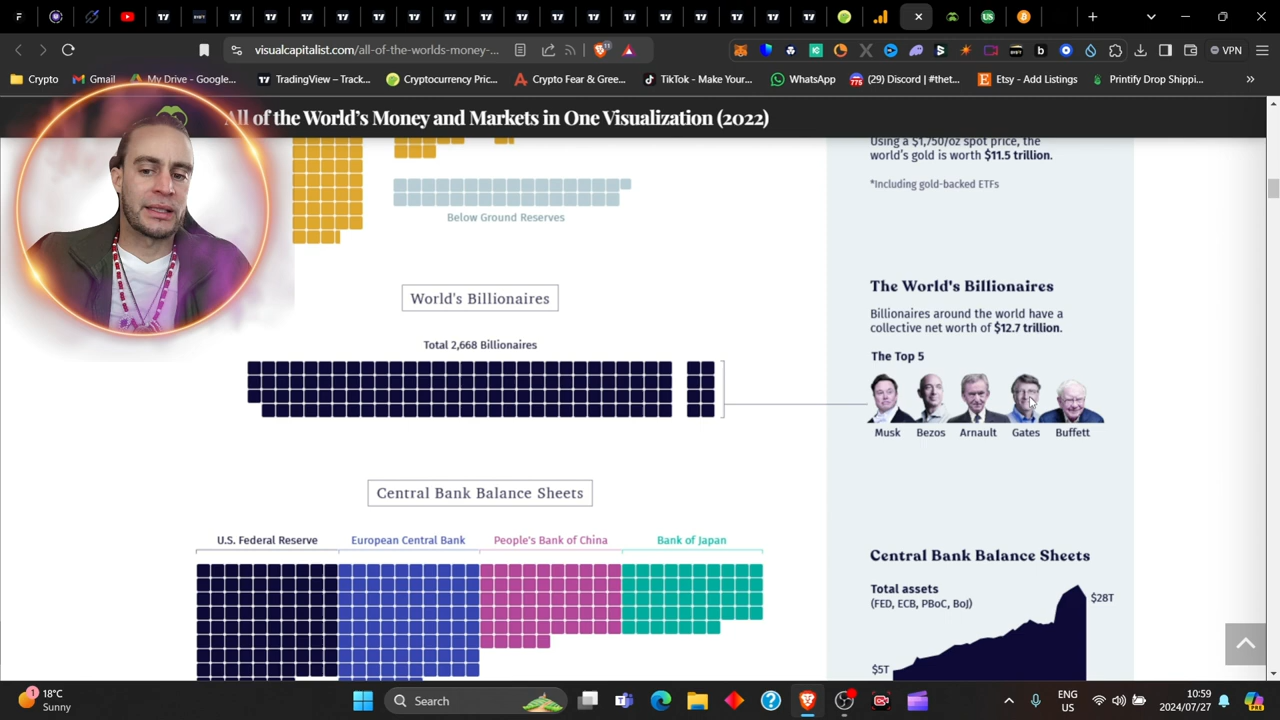 visualcapitalist.com/all-of-the-worlds-money-...
VPN
Crypto
Gmail
My Drive - Google...
TradingView – Track...
Cryptocurrency Pric...
Crypto Fear & Gree...
TikTok - Make Your...
WhatsApp
(29) Discord | #thet...
Etsy - Add Listings
Printify Drop Shippi...
All of the World's Money and Markets in One Visualization (2022)
Using a $1,750/oz spot price, the
world's gold is worth $11.5 trillion.
*Including gold-backed ETFs
Below Ground Reserves
World's Billionaires
Total 2,668 Billionaires
The World's Billionaires
Billionaires around the world have a
collective net worth of $12.7 trillion.
The Top 5
Musk Bezos Arnault Gates Buffett
Central Bank Balance Sheets
U.S. Federal Reserve European Central Bank People's Bank of China Bank of Japan
Central Bank Balance Sheets
Total assets
(FED, ECB, PBoC, BoJ)
$28T
$5T
1
18°C
Sunny
Search
ENG
US
10:59
2024/07/27